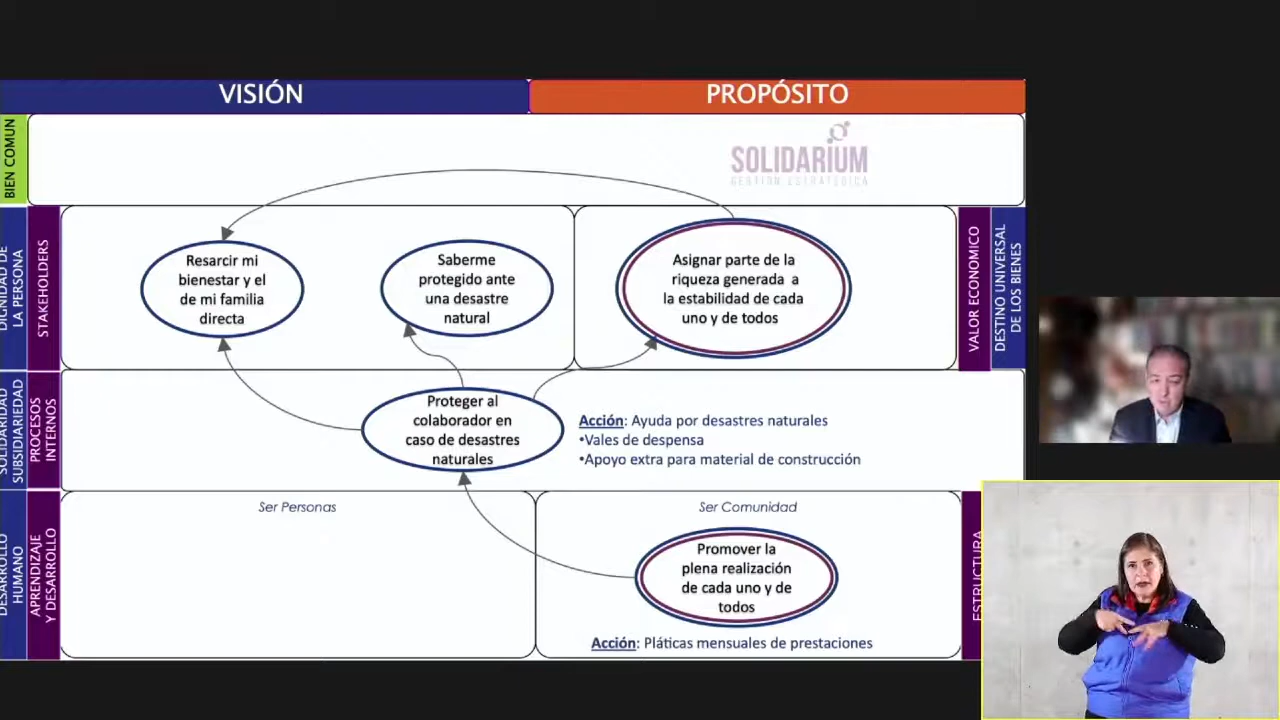 VISIÓN
PROPÓSITO
BIEN COMUN
SOLIDARIUM
GESTIÓN ESTRATÉGICA
DIGNIDAD DE
LA PERSONA
STAKEHOLDERS
Resarcir mi
bienestar y el
de mi familia
directa
Saberme
protegido ante
una desastre
natural
Asignar parte de la
riqueza generada a
la estabilidad de cada
uno y de todos
VALOR ECONOMICO
DESTINO UNIVERSAL
DE LOS BIENES
SOLIDARIDAD
SUBSIDIARIEDAD
PROCESOS
INTERNOS
Proteger al
colaborador en
caso de desastres
naturales
Acción: Ayuda por desastres naturales
•Vales de despensa
•Apoyo extra para material de construcción
DESARROLLO
HUMANO
APRENDIZAJE
Y DESARROLLO
Ser Personas
Ser Comunidad
Promover la
plena realización
de cada uno y de
todos
Acción: Pláticas mensuales de prestaciones
ESTRUCTURA